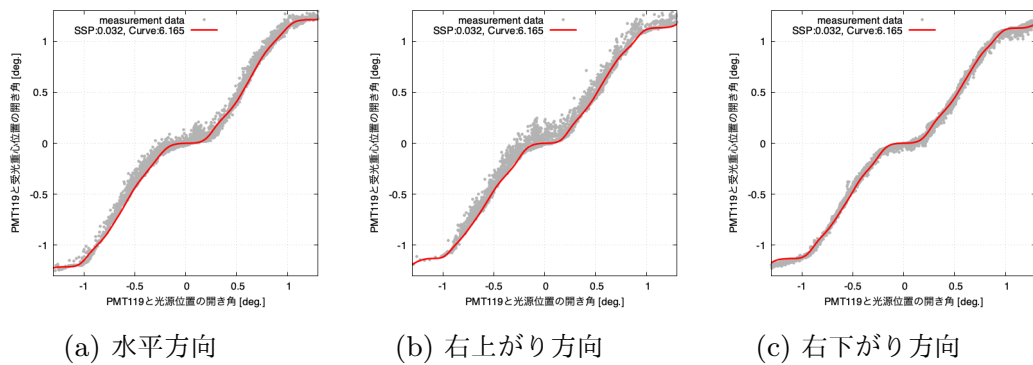 measurement data
SSP:0.032, Curve:6.165
PMT119と受光重心位置の開き角 [deg.]
1
0.5
0
-0.5
-1
-1
-0.5
0
0.5
1
PMT119と光源位置の開き角 [deg.]
(a) 水平方向
measurement data
SSP:0.032, Curve:6.165
PMT119と受光重心位置の開き角 [deg.]
1
0.5
0
-0.5
-1
-1
-0.5
0
0.5
1
PMT119と光源位置の開き角 [deg.]
(b) 右上がり方向
measurement data
SSP:0.032, Curve:6.165
PMT119と受光重心位置の開き角 [deg.]
1
0.5
0
-0.5
-1
-1
-0.5
0
0.5
1
PMT119と光源位置の開き角 [deg.]
(c) 右下がり方向